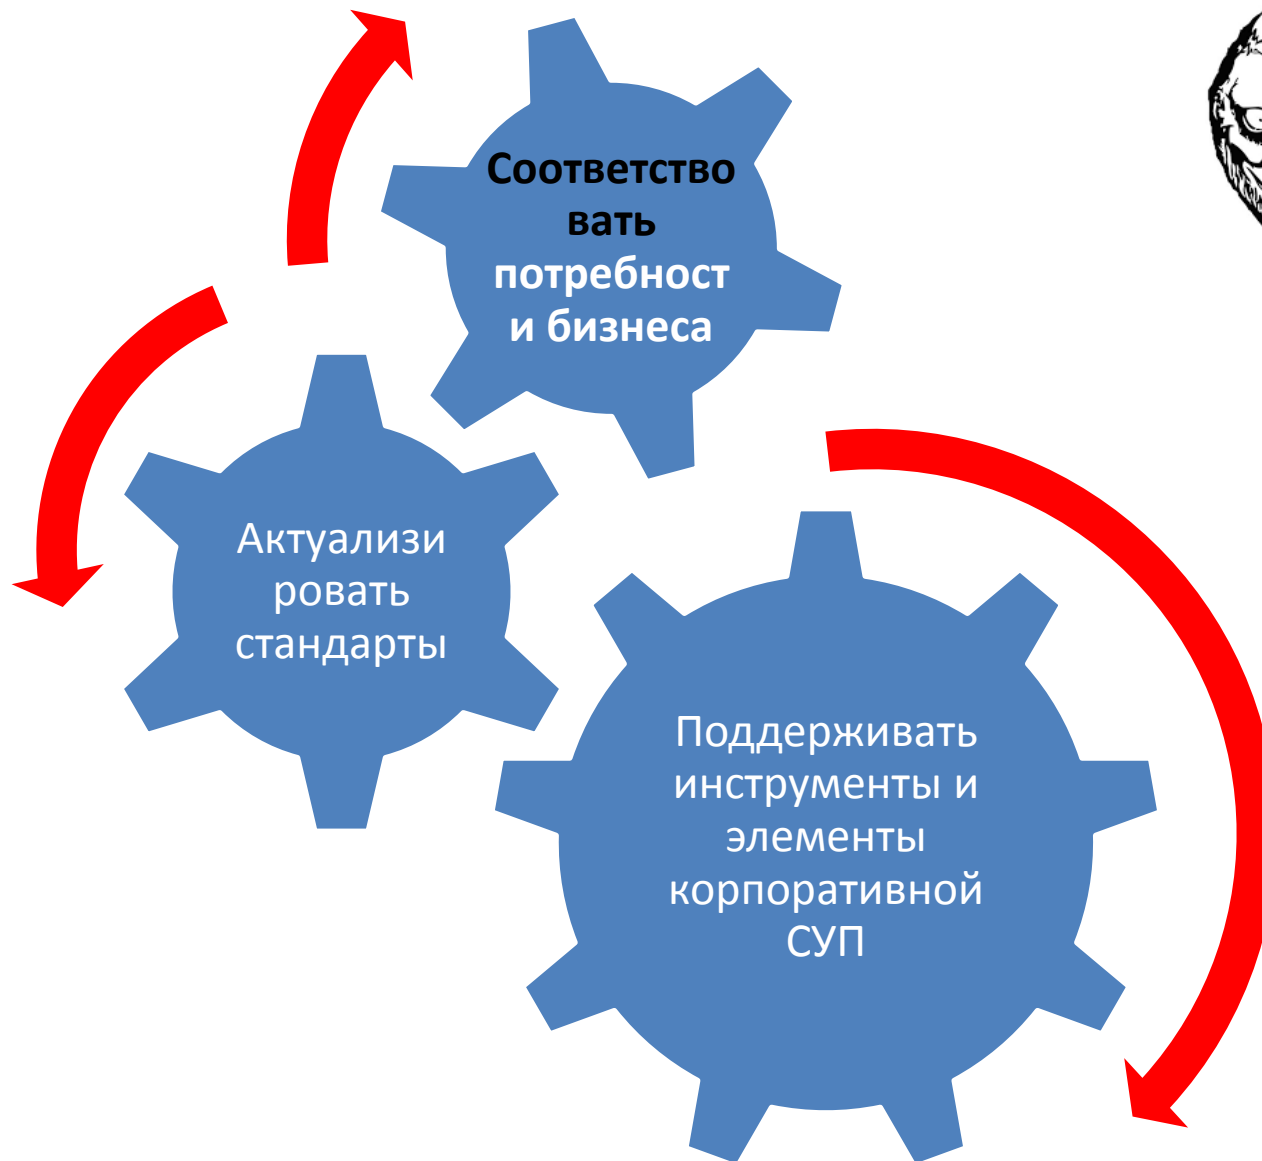 Соответство
вать
потребност
и бизнеса
Актуализи
ровать
стандарты
Поддерживать
инструменты и
элементы
корпоративной
СУП